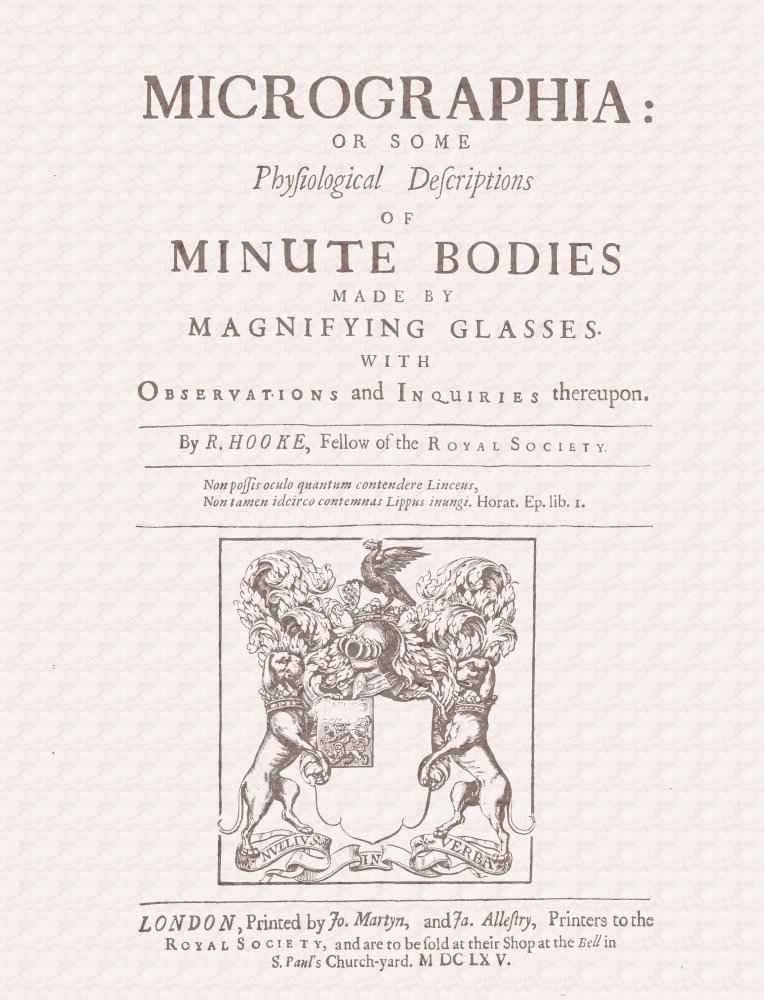 MICROGRAPHIA:
OR SOME
Phyſiological Deſcriptions
OF
MINUTE BODIES
MADE BY
MAGNIFYING GLASSES.
WITH
OBSERVATIONS and INQUIRIES thereupon.
By R. HOOKE, Fellow of the ROYAL SOCIETY.
Non poſſis oculo quantum contendere Linceus,
Non tamen idcirco contemnas Lippus inungi. Horat. Ep. lib. 1.
NVLLIVS IN VERBA
LONDON, Printed by Jo. Martyn, and Ja. Alleſtry, Printers to the
ROYAL SOCIETY, and are to be ſold at their Shop at the Bell in
S. Paul's Church-yard. M DC LX V.